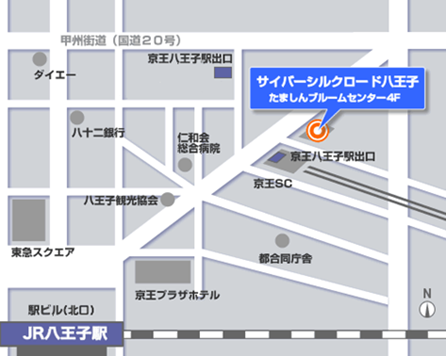 甲州街道（国道２０号）
ダイエー
京王八王子駅出口
サイバーシルクロード八王子
たましんブルームセンター4F
八十二銀行
仁和会
総合病院
京王八王子駅出口
京王SC
八王子観光協会
東急スクエア
都合同庁舎
京王プラザホテル
N
駅ビル(北口)
JR八王子駅